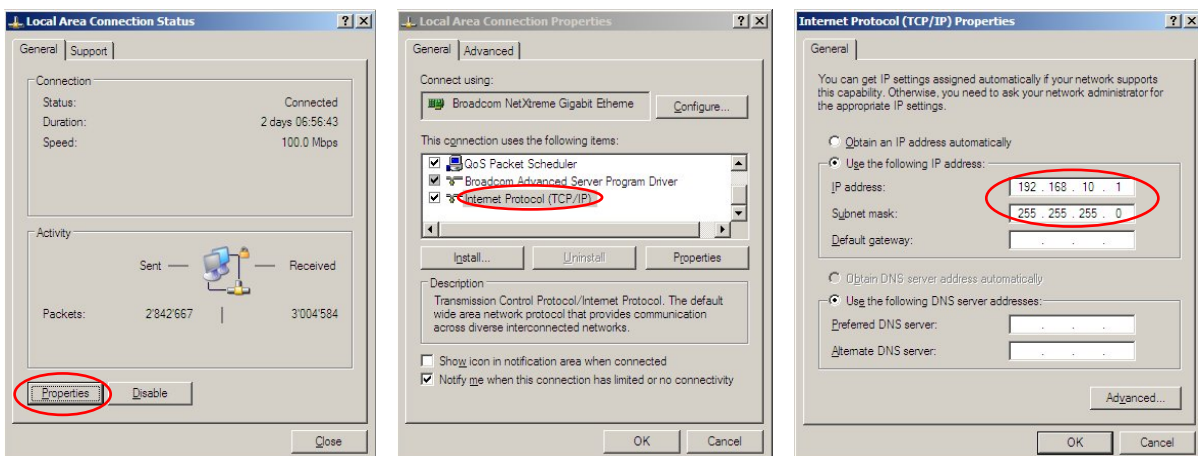 Local Area Connection Status
General
Support
Connection
Status: Connected
Duration: 2 days 06:56:43
Speed: 100.0 Mbps
Activity
Sent — — Received
Packets: 2'842'667 | 3'004'584
Properties
Disable
Close
Local Area Connection Properties
General
Advanced
Connect using:
Broadcom NetXtreme Gigabit Etherne
Configure...
This connection uses the following items:
QoS Packet Scheduler
Broadcom Advanced Server Program Driver
Internet Protocol (TCP/IP)
Install...
Uninstall
Properties
Description
Transmission Control Protocol/Internet Protocol. The default
wide area network protocol that provides communication
across diverse interconnected networks.
Show icon in notification area when connected
Notify me when this connection has limited or no connectivity
OK
Cancel
Internet Protocol (TCP/IP) Properties
General
You can get IP settings assigned automatically if your network supports
this capability. Otherwise, you need to ask your network administrator for
the appropriate IP settings.
Obtain an IP address automatically
Use the following IP address:
IP address: 192 . 168 . 10 . 1
Subnet mask: 255 . 255 . 255 . 0
Default gateway: . . .
Obtain DNS server address automatically
Use the following DNS server addresses:
Preferred DNS server: . . .
Alternate DNS server: . . .
Advanced...
OK
Cancel